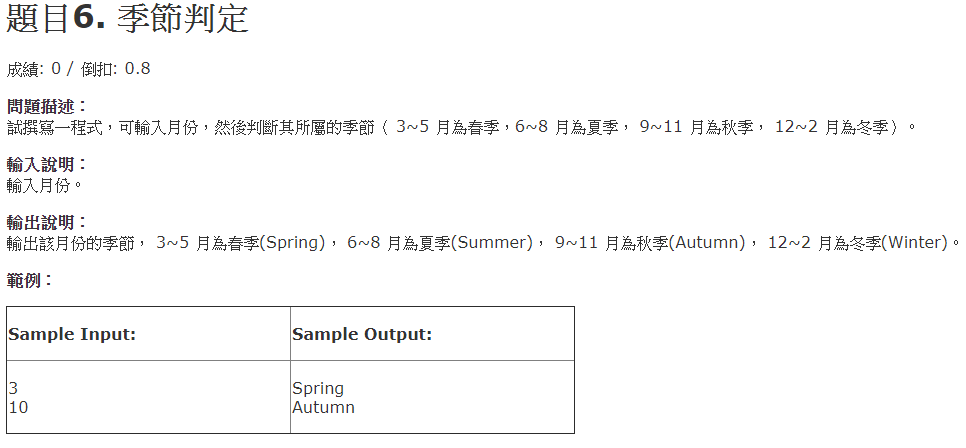 題目6. 季節判定
成績: 0 / 倒扣: 0.8
問題描述：
試撰寫一程式，可輸入月份，然後判斷其所屬的季節（ 3~5 月為春季，6~8 月為夏季， 9~11 月為秋季， 12~2 月為冬季）。
輸入說明：
輸入月份。
輸出說明：
輸出該月份的季節， 3~5 月為春季(Spring)， 6~8 月為夏季(Summer)， 9~11 月為秋季(Autumn)， 12~2 月為冬季(Winter)。
範例：
Sample Input: Sample Output:
3 Spring
10 Autumn